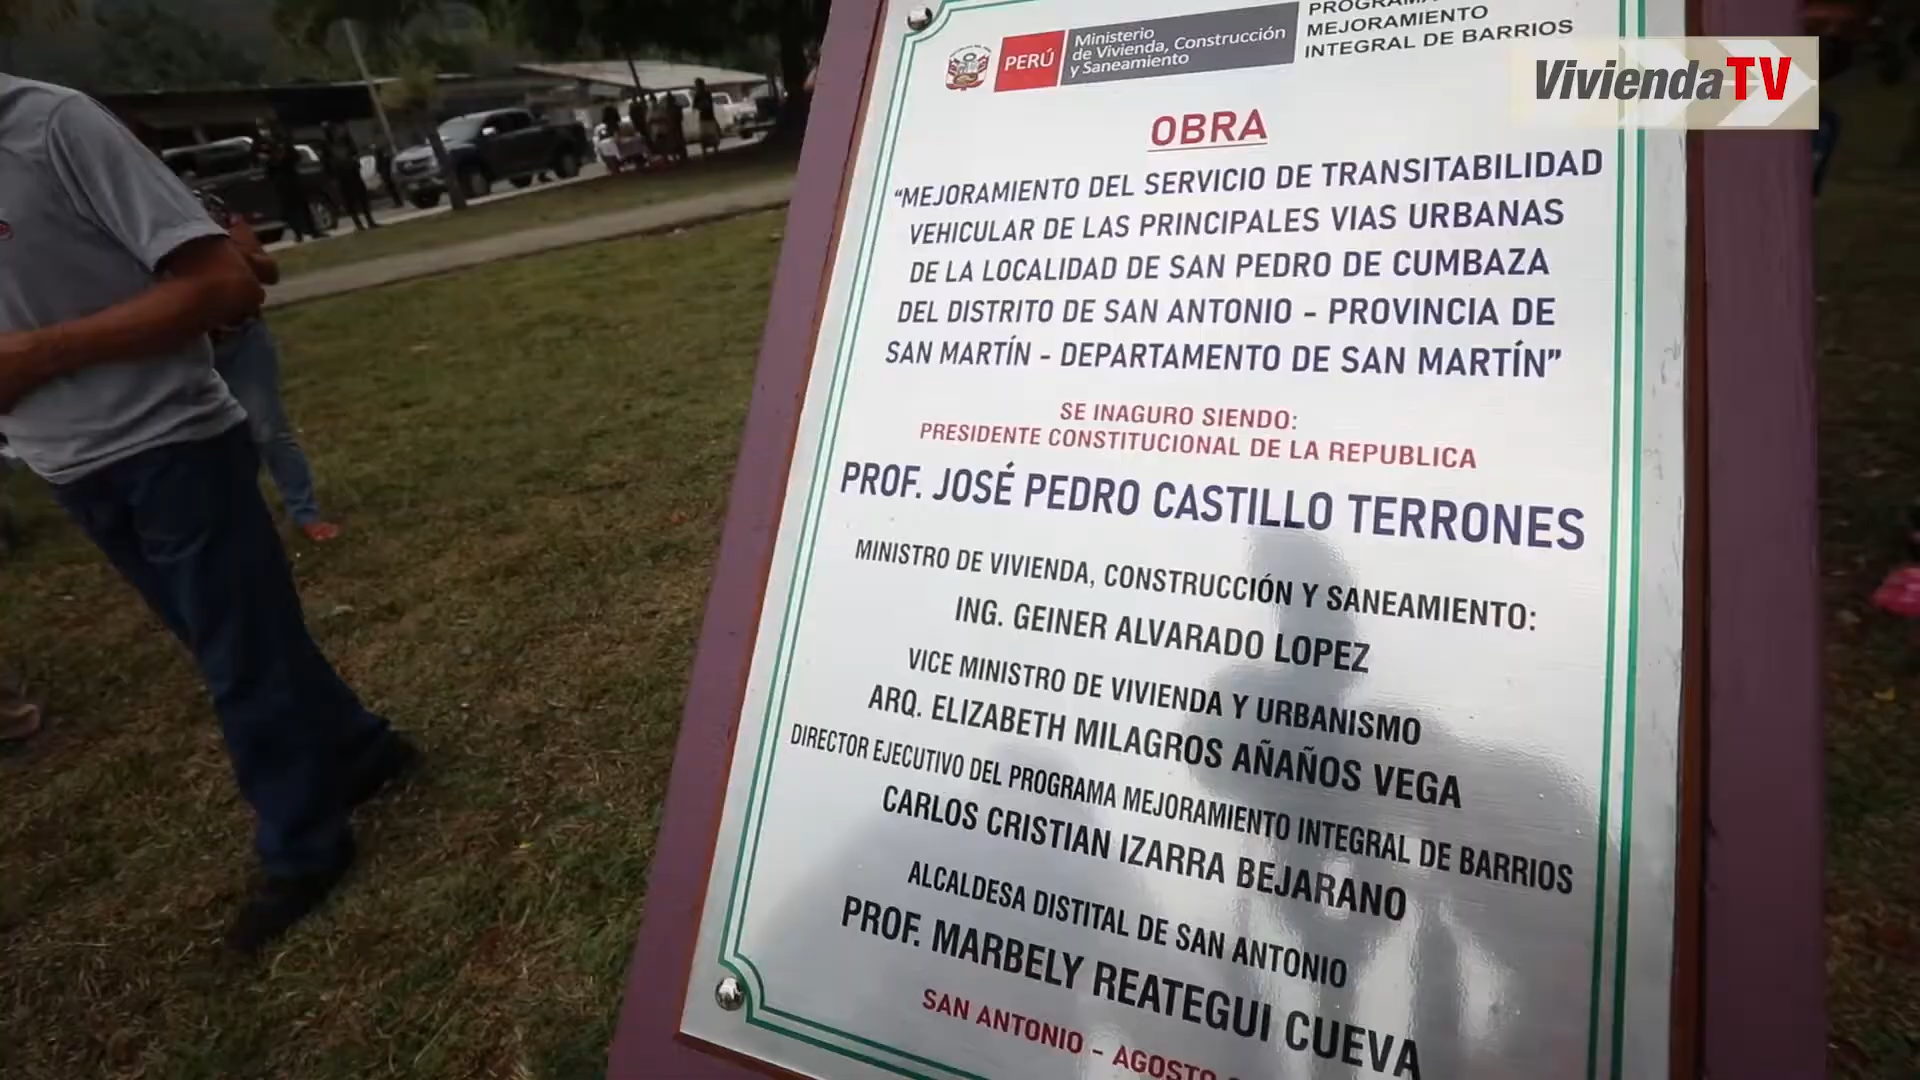 PERÚ
Ministerio
de Vivienda, Construcción
y Saneamiento
PROGRAMA
MEJORAMIENTO
INTEGRAL DE BARRIOS
ViviendaTV
OBRA
“MEJORAMIENTO DEL SERVICIO DE TRANSITABILIDAD
VEHICULAR DE LAS PRINCIPALES VIAS URBANAS
DE LA LOCALIDAD DE SAN PEDRO DE CUMBAZA
DEL DISTRITO DE SAN ANTONIO - PROVINCIA DE
SAN MARTÍN - DEPARTAMENTO DE SAN MARTÍN”
SE INAGURO SIENDO:
PRESIDENTE CONSTITUCIONAL DE LA REPUBLICA
PROF. JOSÉ PEDRO CASTILLO TERRONES
MINISTRO DE VIVIENDA, CONSTRUCCIÓN Y SANEAMIENTO:
ING. GEINER ALVARADO LOPEZ
VICE MINISTRO DE VIVIENDA Y URBANISMO
ARQ. ELIZABETH MILAGROS AÑAÑOS VEGA
DIRECTOR EJECUTIVO DEL PROGRAMA MEJORAMIENTO INTEGRAL DE BARRIOS
CARLOS CRISTIAN IZARRA BEJARANO
ALCALDESA DISTITAL DE SAN ANTONIO
PROF. MARBELY REATEGUI CUEVA
SAN ANTONIO - AGOSTO